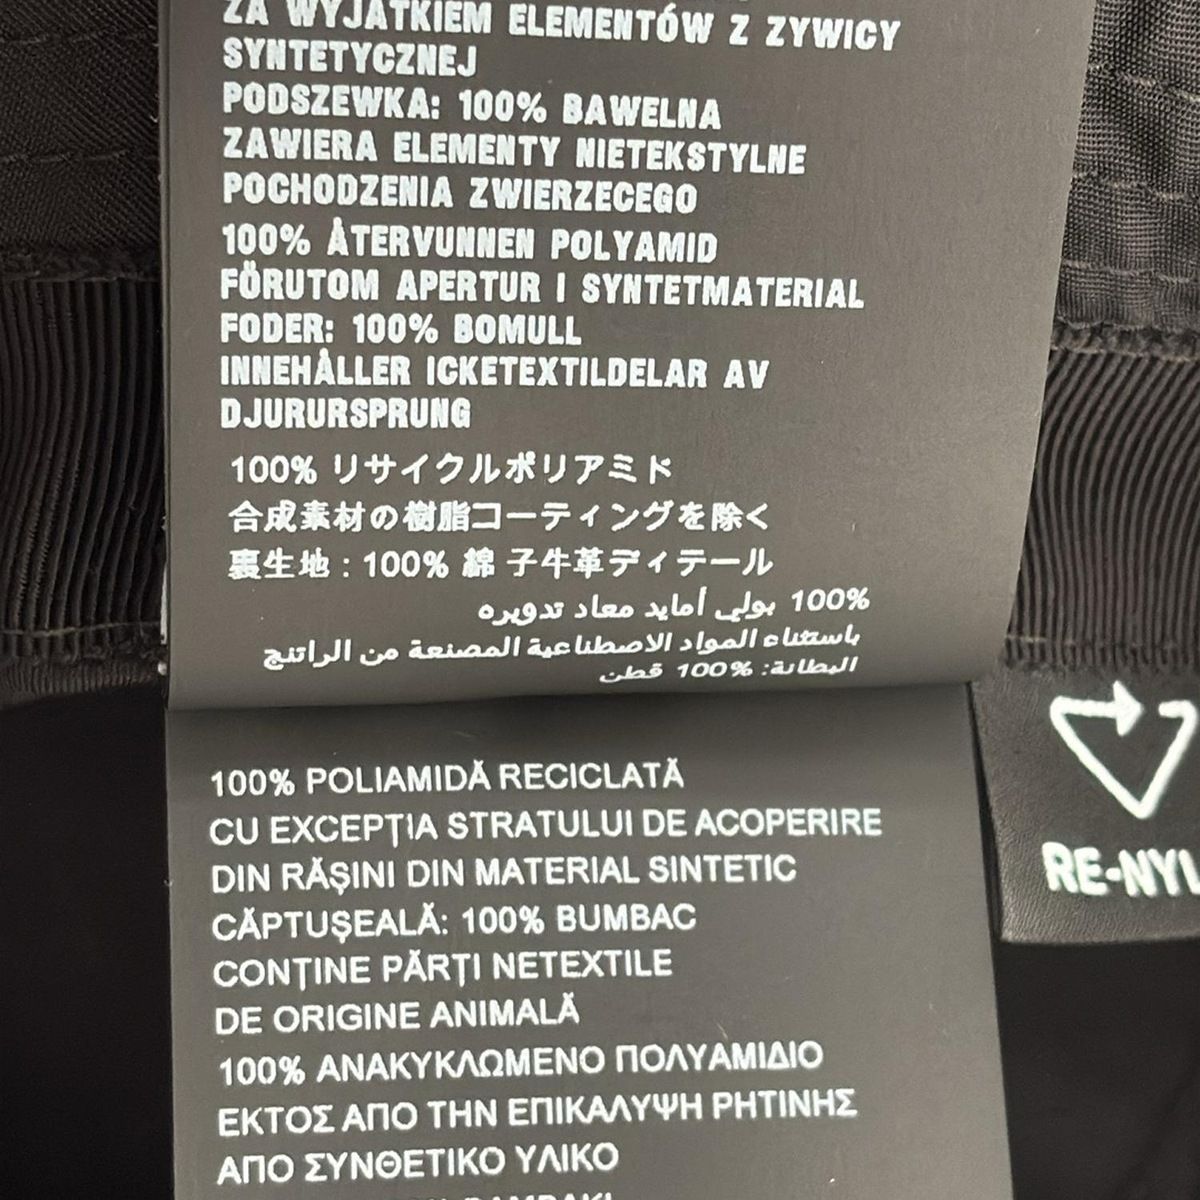 ZA WYJĄTKIEM ELEMENTÓW Z ZYWICY
SYNTETYCZNEJ
PODSZEWKA: 100% BAWELNA
ZAWIERA ELEMENTY NIETEKSTYLNE
POCHODZENIA ZWIERZECEGO
100% ÅTERVUNNEN POLYAMID
FÖRUTOM APERTUR I SYNTETMATERIAL
FODER: 100% BOMULL
INNEHÅLLER ICKETEXTILDELAR AV
DJURURSPRUNG
100% リサイクルポリアミド
合成素材の樹脂コーティングを除く
裏生地 : 100% 綿 子牛革ディテール
100% بولي أمايد معاد تدويره
باستثناء المواد الاصطناعية المصنعة من الراتنج
البطانة: 100% قطن
100% POLIAMIDĂ RECICLATĂ
CU EXCEPȚIA STRATULUI DE ACOPERIRE
DIN RĂȘINI DIN MATERIAL SINTETIC
CĂPTUȘEALĂ: 100% BUMBAC
CONȚINE PĂRȚI NETEXTILE
DE ORIGINE ANIMALĂ
100% ΑΝΑΚΥΚΛΩΜΕΝΟ ΠΟΛΥΑΜΙΔΙΟ
ΕΚΤΟΣ ΑΠΟ ΤΗΝ ΕΠΙΚΑΛΥΨΗ ΡΗΤΙΝΗΣ
ΑΠΟ ΣΥΝΘΕΤΙΚΟ ΥΛΙΚΟ
RE-NYL